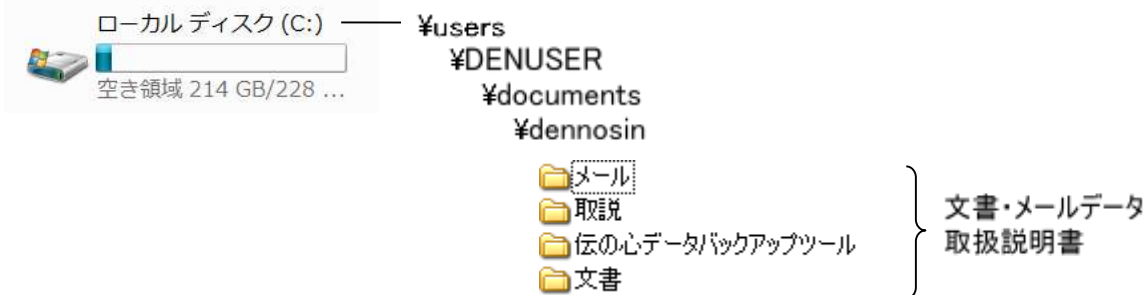 ローカル ディスク (C:)
空き領域 214 GB/228 ...
¥users
¥DENUSER
¥documents
¥dennosin
メール
取説
伝の心データバックアップツール
文書
文書・メールデータ
取扱説明書